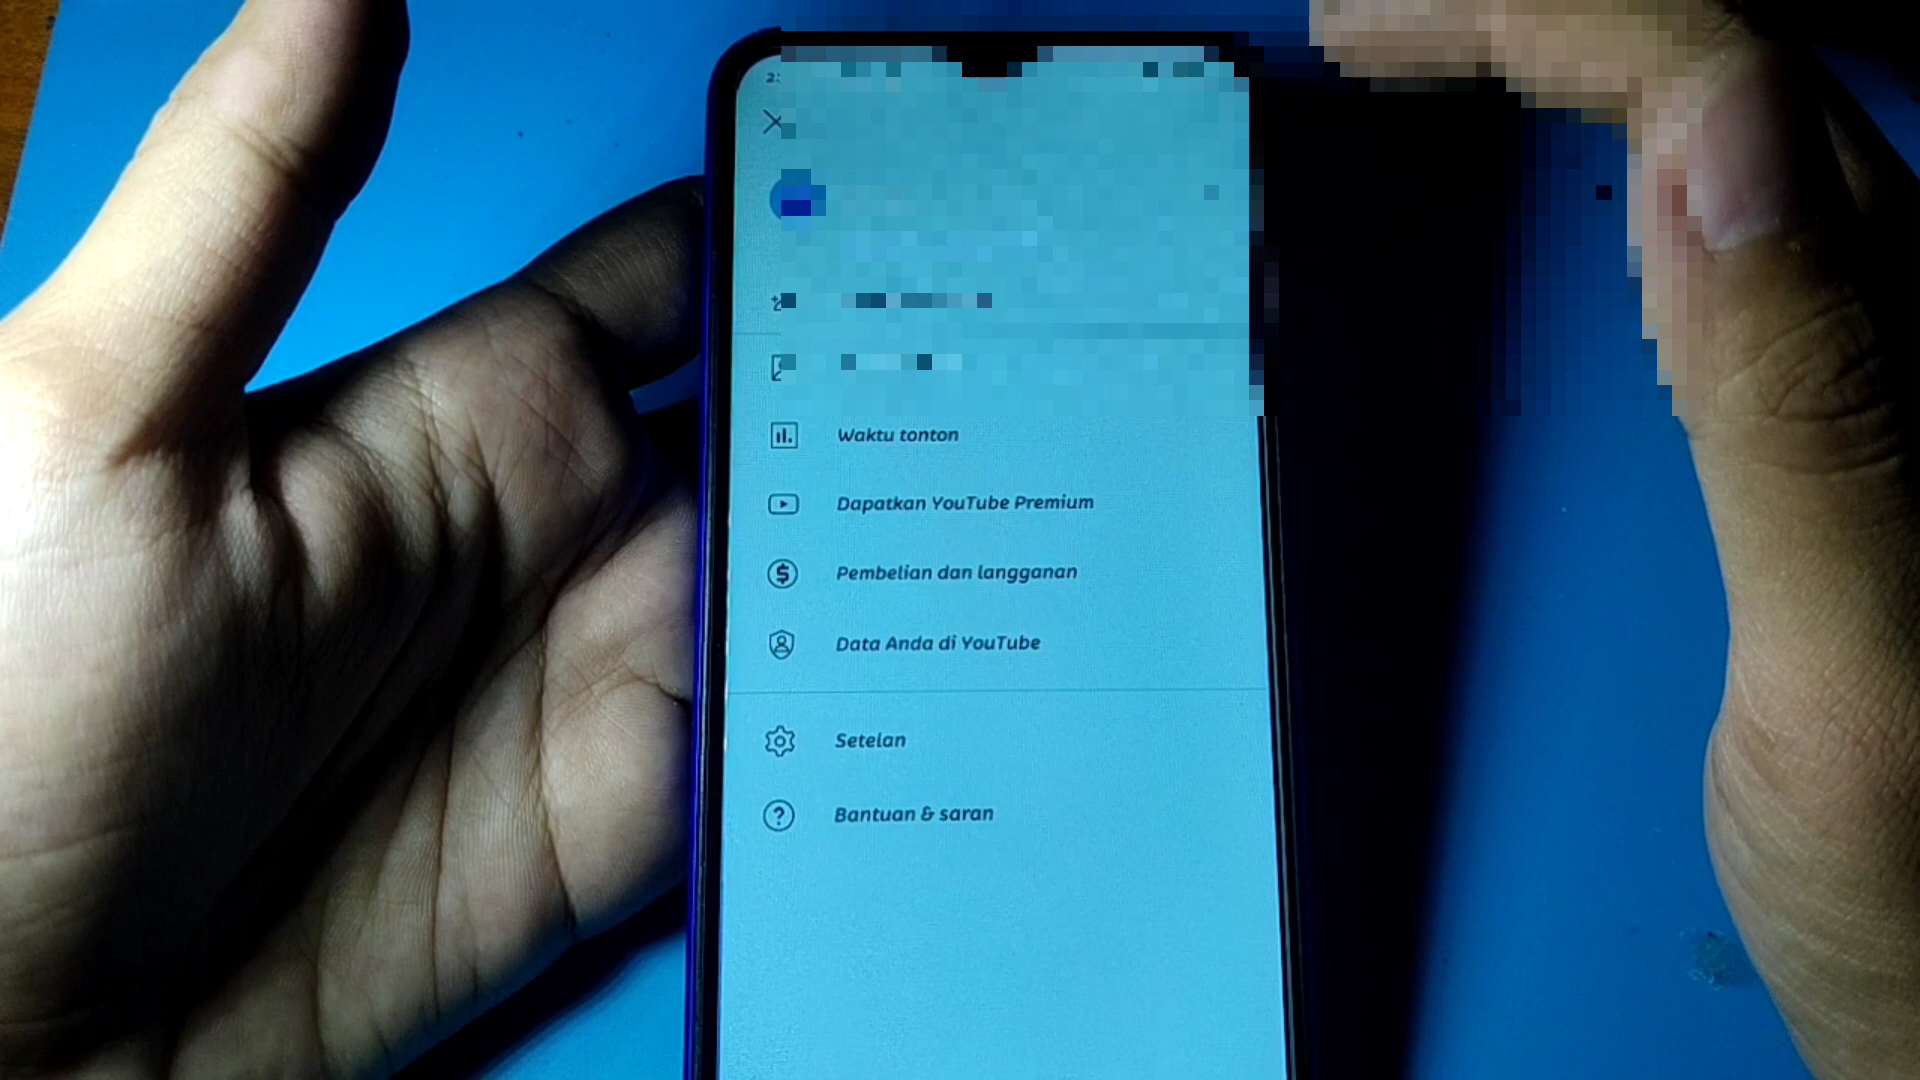 Waktu tonton
Dapatkan YouTube Premium
Pembelian dan langganan
Data Anda di YouTube
Setelan
Bantuan & saran